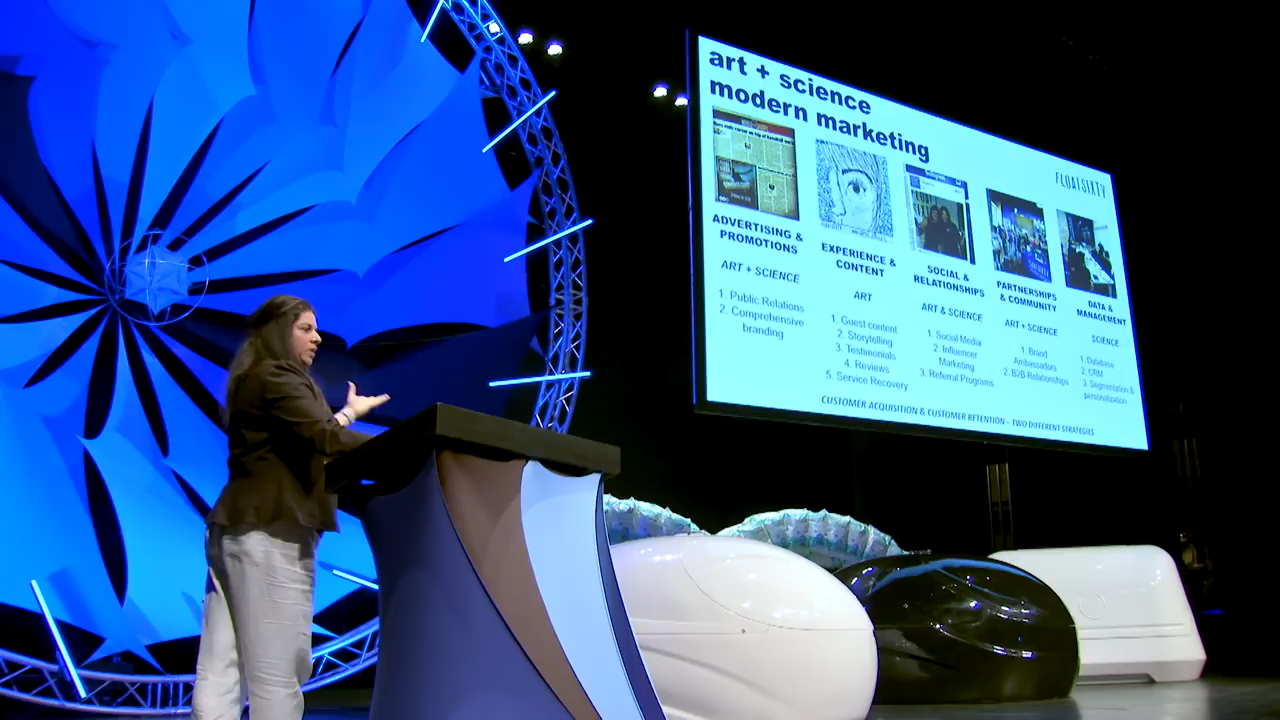 art + science
modern marketing
FLOATSIXTY
ADVERTISING &
PROMOTIONS
ART + SCIENCE
1. Public Relations
2. Comprehensive
branding
EXPERIENCE &
CONTENT
ART
1. Guest content
2. Storytelling
3. Testimonials
4. Reviews
5. Service Recovery
SOCIAL &
RELATIONSHIPS
ART & SCIENCE
1. Social Media
2. Influencer
Marketing
3. Referral Programs
PARTNERSHIPS
& COMMUNITY
ART + SCIENCE
1. Brand
Ambassadors
2. B2B Relationships
DATA &
MANAGEMENT
SCIENCE
1. Database
2. CRM
3. Segmentation &
personalization
CUSTOMER ACQUISITION & CUSTOMER RETENTION – TWO DIFFERENT STRATEGIES